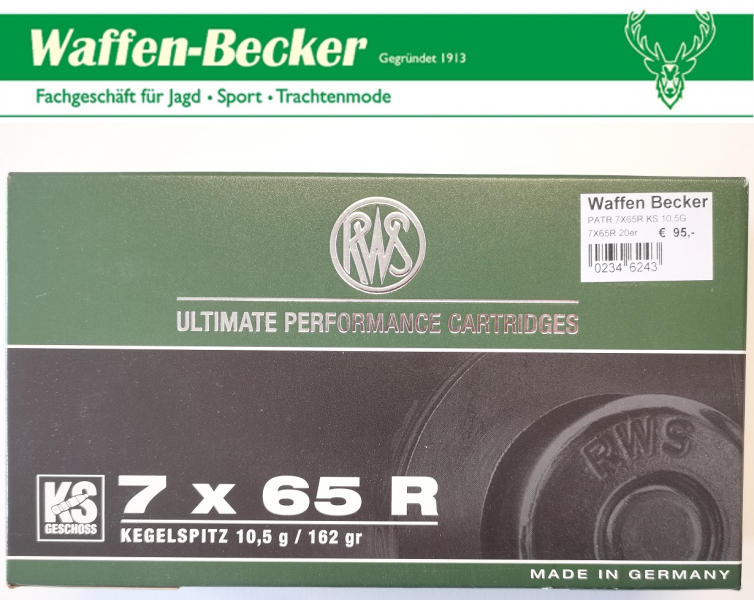 Waffen-Becker Gegründet 1913
Fachgeschäft für Jagd • Sport • Trachtenmode
RWS
ULTIMATE PERFORMANCE CARTRIDGES
Waffen Becker
PATR 7X65R KS 10,5G
7X65R 20er € 95,-
0234 6243
RWS
KS
GESCHOSS
7 x 65 R
KEGELSPITZ 10,5 g / 162 gr
MADE IN GERMANY